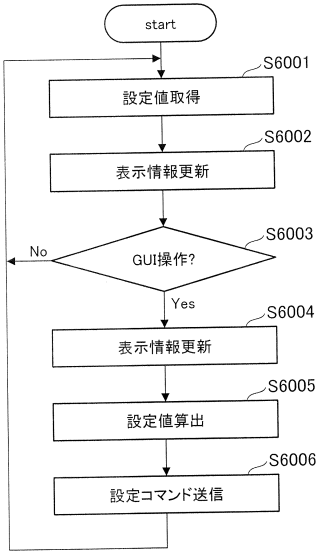 start
S6001
設定値取得
S6002
表示情報更新
S6003
GUI操作?
No
Yes
S6004
表示情報更新
S6005
設定値算出
S6006
設定コマンド送信